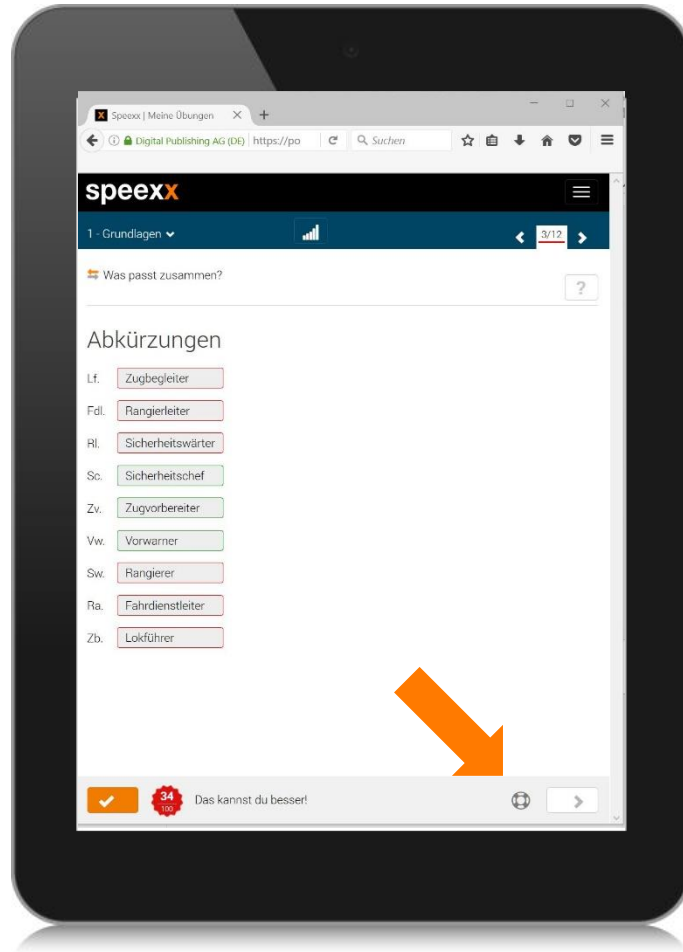 Speexx | Meine Übungen
Digital Publishing AG (DE) https://po Suchen
speexx
1 - Grundlagen 3/12
Was passt zusammen?
?
Abkürzungen
Lf. Zugbegleiter
Fdl. Rangierleiter
Rl. Sicherheitswärter
Sc. Sicherheitschef
Zv. Zugvorbereiter
Vw. Vorwarner
Sw. Rangierer
Ra. Fahrdienstleiter
Zb. Lokführer
34
100
Das kannst du besser!